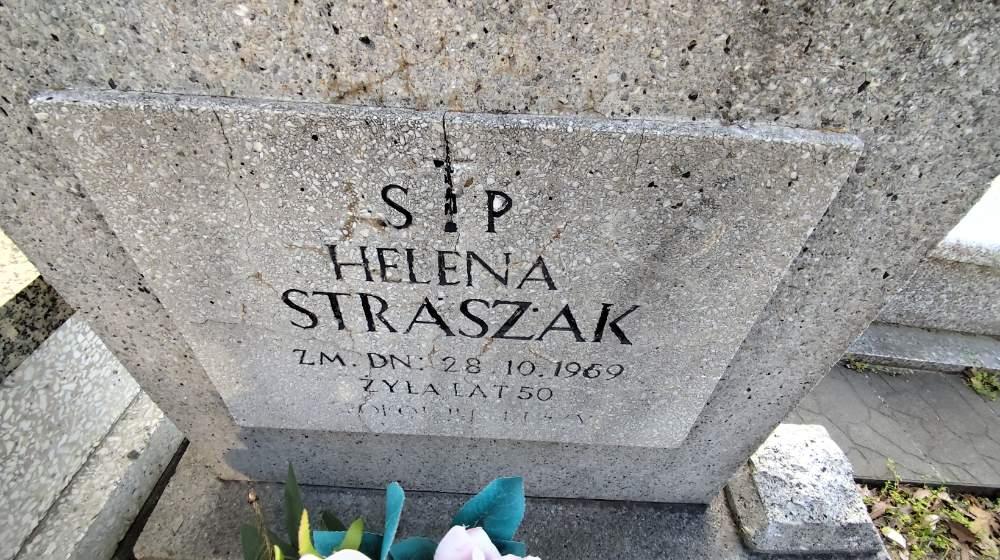 S P
HELENA
STRASZAK
ZM. DN: 28.10.1969
ŻYŁA LAT 50